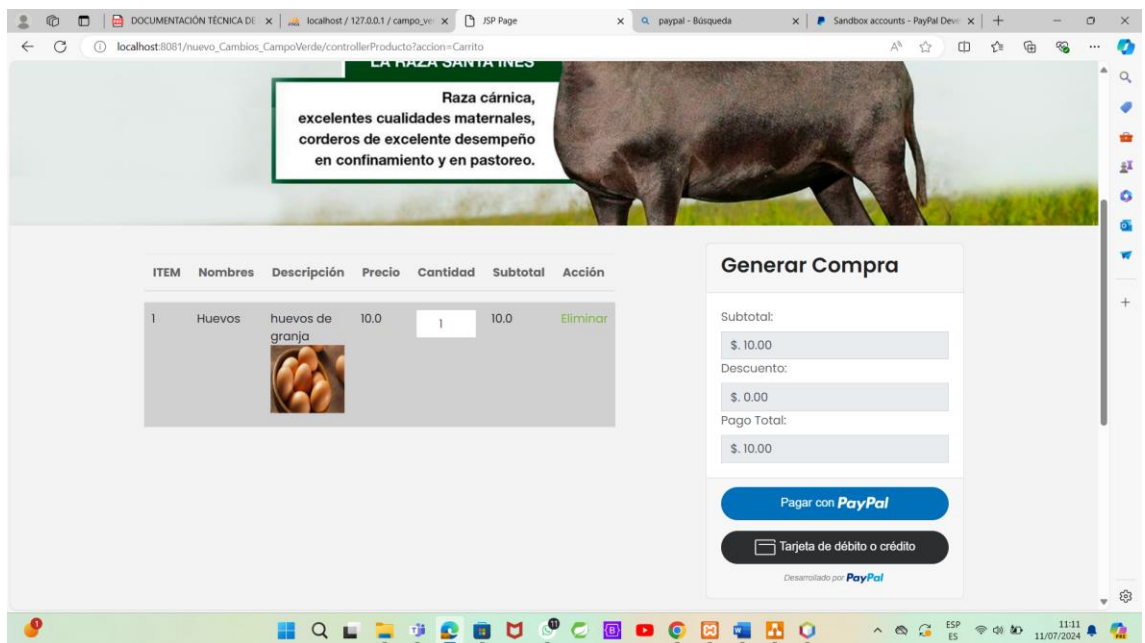 DOCUMENTACIÓN TÉCNICA DE
localhost / 127.0.0.1 / campo_ve
JSP Page
paypal - Búsqueda
Sandbox accounts - PayPal Deve
localhost:8081/nuevo_Cambios_CampoVerde/controllerProducto?accion=Carrito
LA RAZA SANTA INES
Raza cárnica,
excelentes cualidades maternales,
corderos de excelente desempeño
en confinamiento y en pastoreo.
ITEM Nombres Descripción Precio Cantidad Subtotal Acción
1 Huevos huevos de granja 10.0 1 10.0 Eliminar
Generar Compra
Subtotal:
$. 10.00
Descuento:
$. 0.00
Pago Total:
$. 10.00
Pagar con PayPal
Tarjeta de débito o crédito
Desarrollado por PayPal
ESP
ES
11:11
11/07/2024